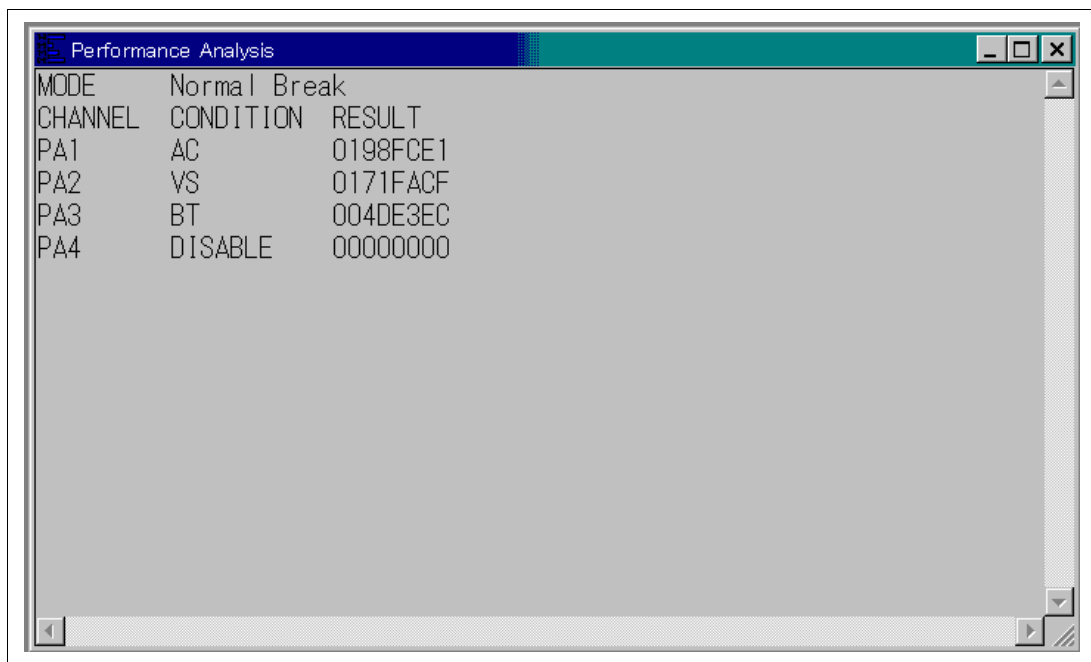 Performance Analysis
MODE Normal Break
CHANNEL CONDITION RESULT
PA1 AC 0198FCE1
PA2 VS 0171FACF
PA3 BT 004DE3EC
PA4 DISABLE 00000000